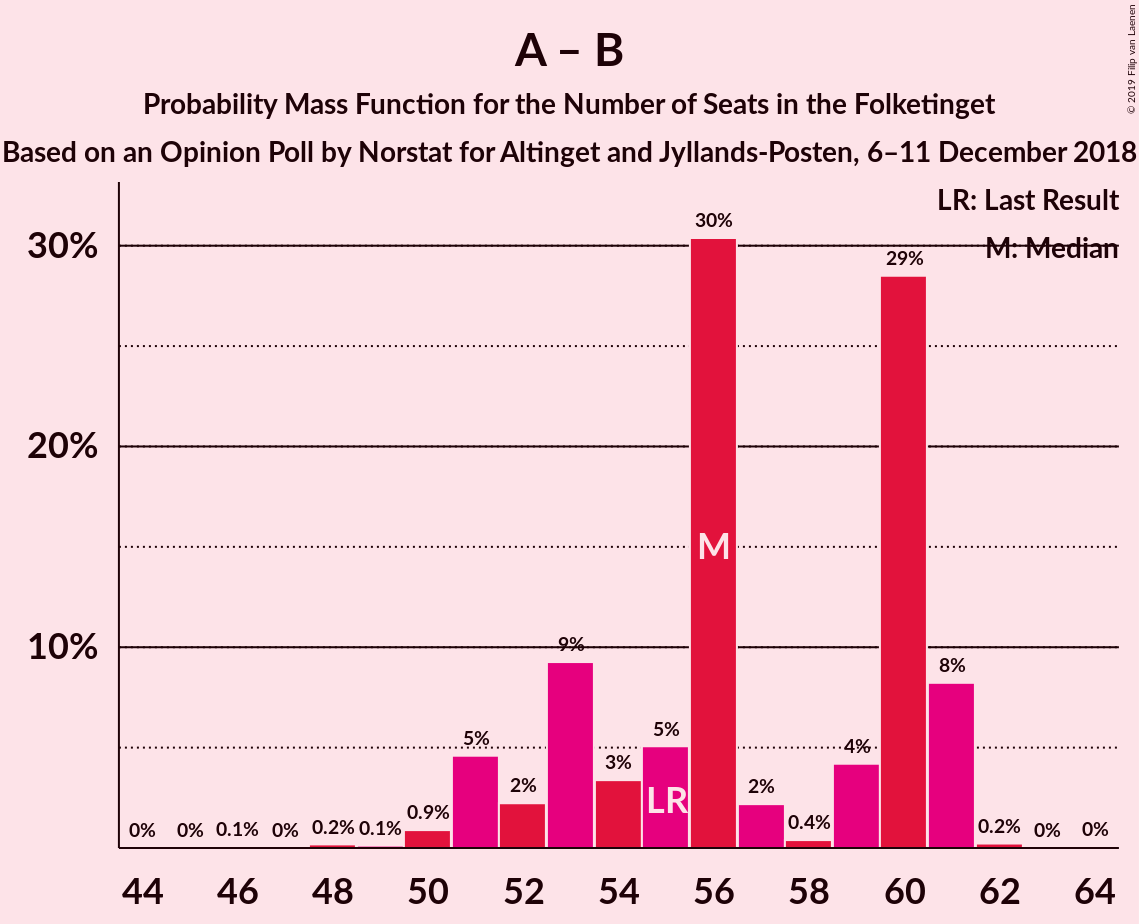 A – B
Probability Mass Function for the Number of Seats in the Folketinget
Based on an Opinion Poll by Norstat for Altinget and Jyllands-Posten, 6–11 December 2018
© 2019 Filip van Laenen
LR: Last Result
M: Median
30%
20%
10%
0% 0% 0.1% 0% 0.2% 0.1% 0.9% 5% 2% 9% 3% 5% 30% 2% 0.4% 4% 29% 8% 0.2% 0% 0%
M
LR
44 46 48 50 52 54 56 58 60 62 64